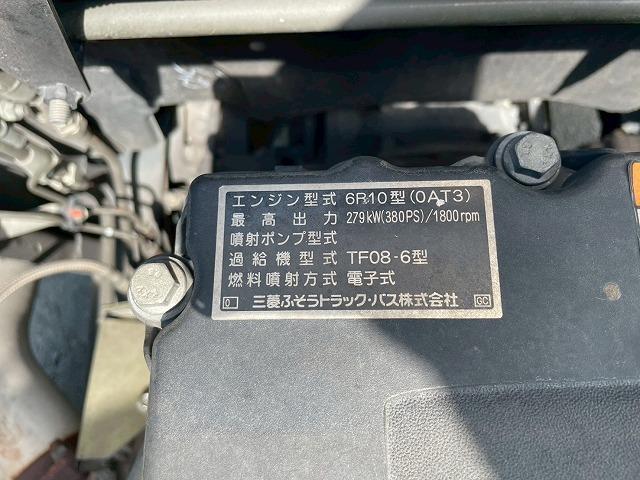 エンジン型式 6R10型(0AT3)
最高出力 279kW(380PS)/1800rpm
噴射ポンプ型式
過給機型式 TF08-6型
燃料噴射方式 電子式
0 三菱ふそうトラック・バス株式会社 GC